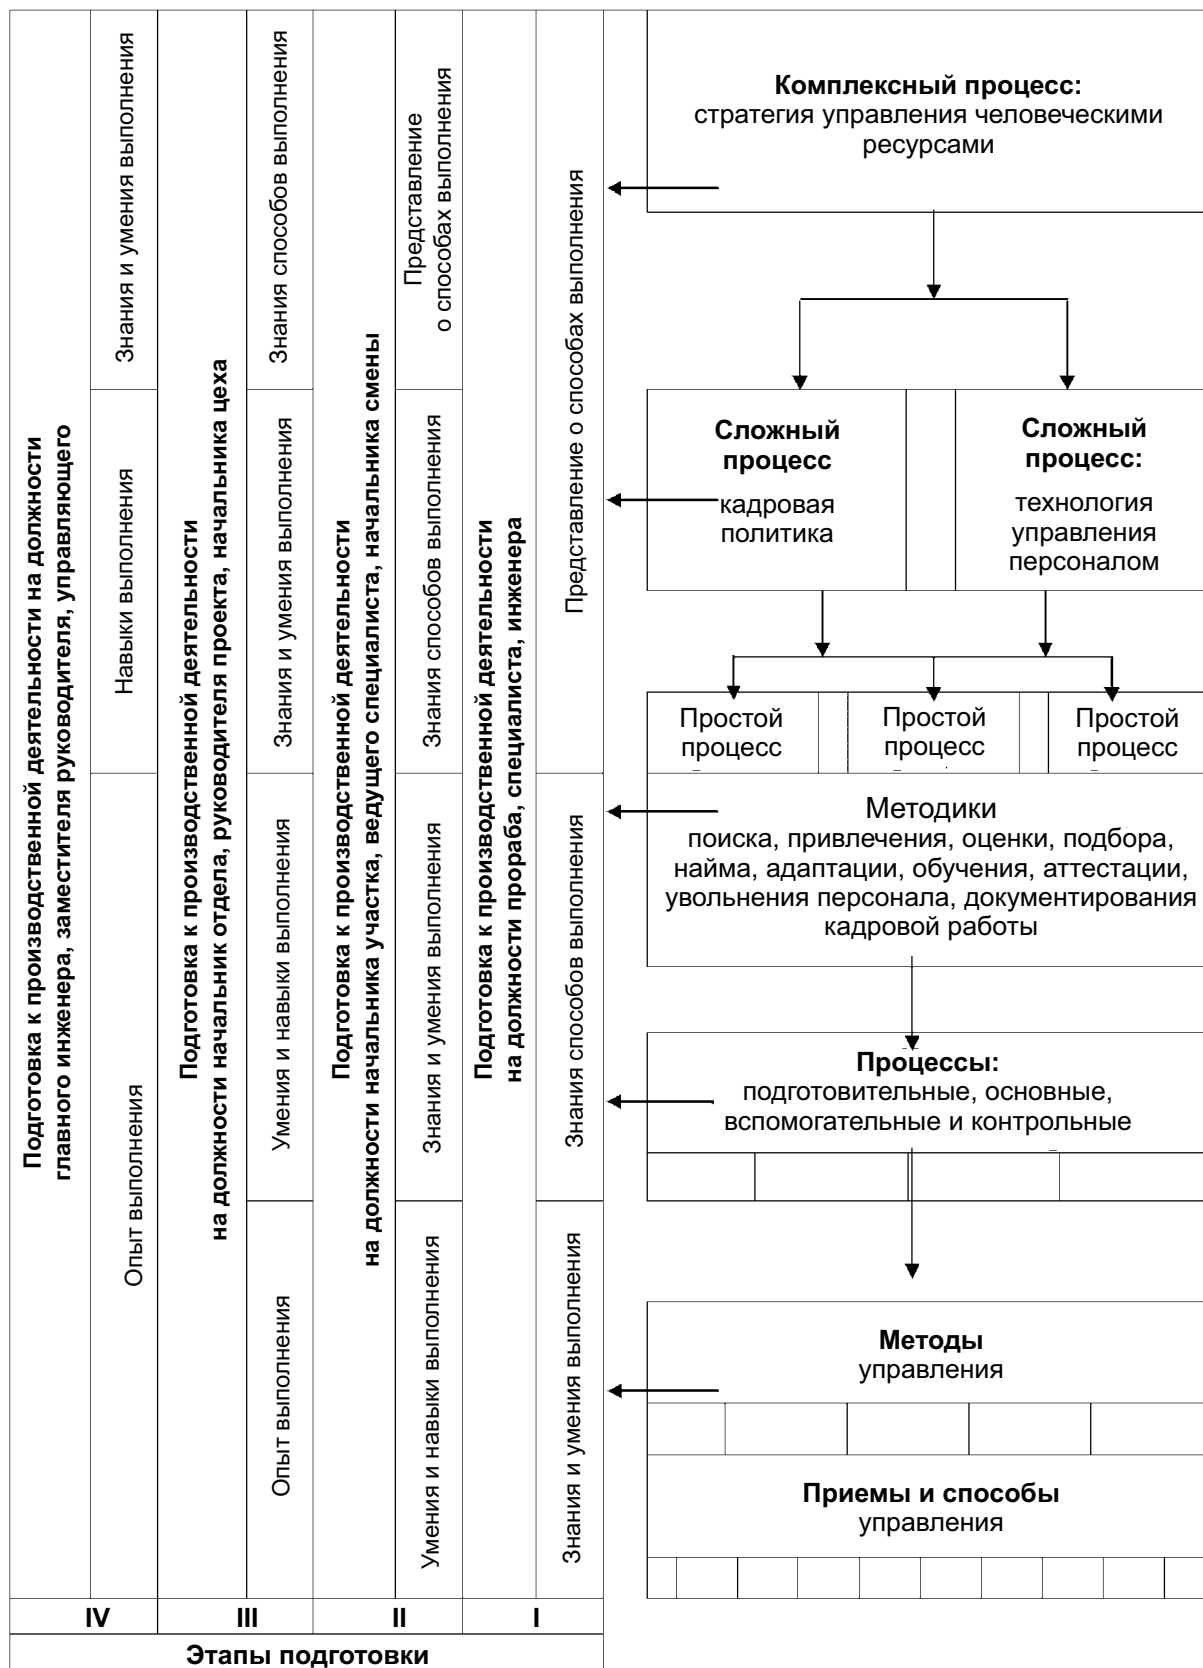 Подготовка к производственной деятельности на должности
главного инженера, заместителя руководителя, управляющего
Знания и умения выполнения
Навыки выполнения
Опыт выполнения
Подготовка к производственной деятельности
на должности начальник отдела, руководителя проекта, начальника цеха
Знания способов выполнения
Знания и умения выполнения
Умения и навыки выполнения
Опыт выполнения
Подготовка к производственной деятельности
на должности начальника участка, ведущего специалиста, начальника смены
Представление
о способах выполнения
Знания способов выполнения
Знания и умения выполнения
Умения и навыки выполнения
Подготовка к производственной деятельности
на должности прораба, специалиста, инженера
Представление о способах выполнения
Знания способов выполнения
Знания и умения выполнения
IV
III
II
I
Этапы подготовки
Комплексный процесс:
стратегия управления человеческими
ресурсами
Сложный
процесс
кадровая
политика
Сложный
процесс:
технология
управления
персоналом
Простой
процесс
Простой
процесс
Простой
процесс
Методики
поиска, привлечения, оценки, подбора,
найма, адаптации, обучения, аттестации,
увольнения персонала, документирования
кадровой работы
Процессы:
подготовительные, основные,
вспомогательные и контрольные
Методы
управления
Приемы и способы
управления